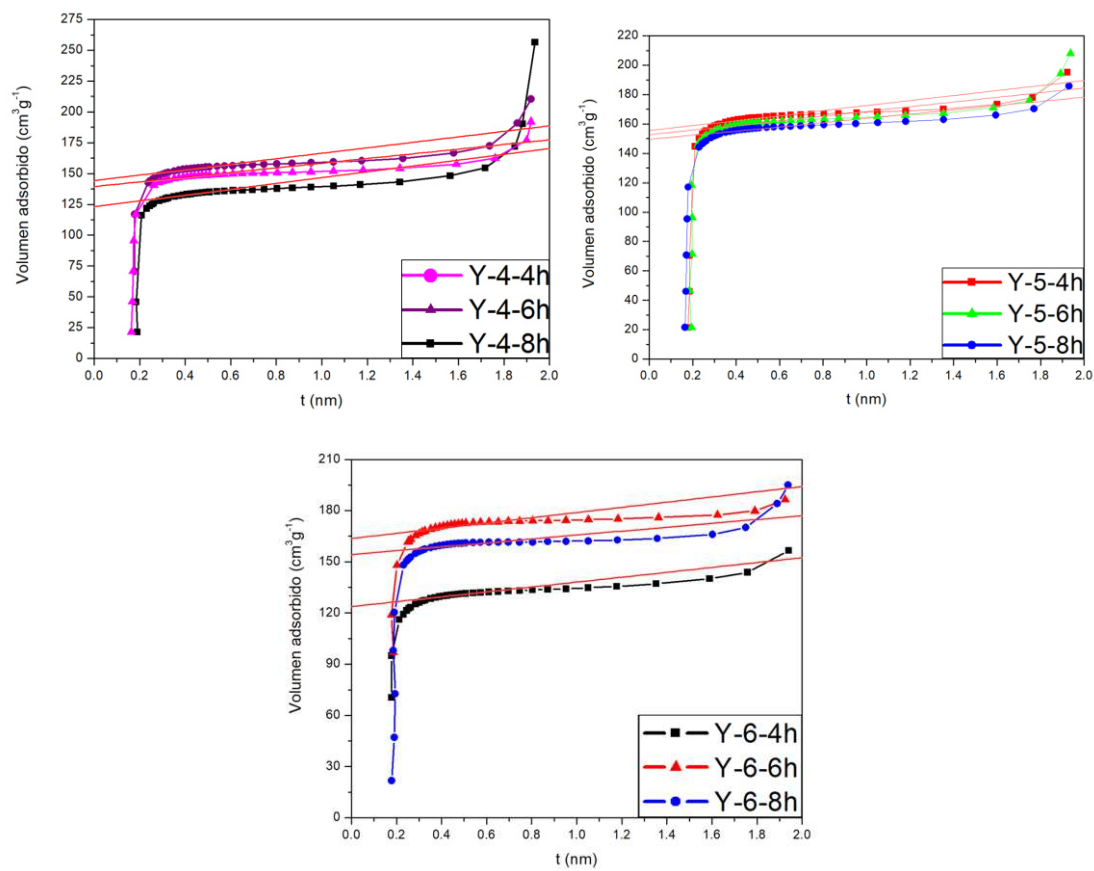 275
250
225
200
175
150
125
100
75
50
25
0
Volumen adsorbido (cm³g⁻¹)
Y-4-4h
Y-4-6h
Y-4-8h
0.0 0.2 0.4 0.6 0.8 1.0 1.2 1.4 1.6 1.8 2.0
t (nm)
220
200
180
160
140
120
100
80
60
40
20
0
Volumen adsorbido (cm³g⁻¹)
Y-5-4h
Y-5-6h
Y-5-8h
0.0 0.2 0.4 0.6 0.8 1.0 1.2 1.4 1.6 1.8 2.0
t (nm)
210
180
150
120
90
60
30
0
Volumen adsorbido (cm³g⁻¹)
Y-6-4h
Y-6-6h
Y-6-8h
0.0 0.2 0.4 0.6 0.8 1.0 1.2 1.4 1.6 1.8 2.0
t (nm)